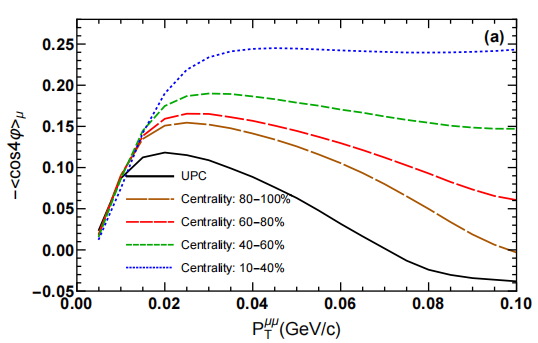 (a)
0.25
0.20
0.15
0.10
0.05
0.00
−0.05
−<cos4φ>μ
UPC
Centrality: 80−100%
Centrality: 60−80%
Centrality: 40−60%
Centrality: 10−40%
0.00 0.02 0.04 0.06 0.08 0.10
P_T^μμ(GeV/c)